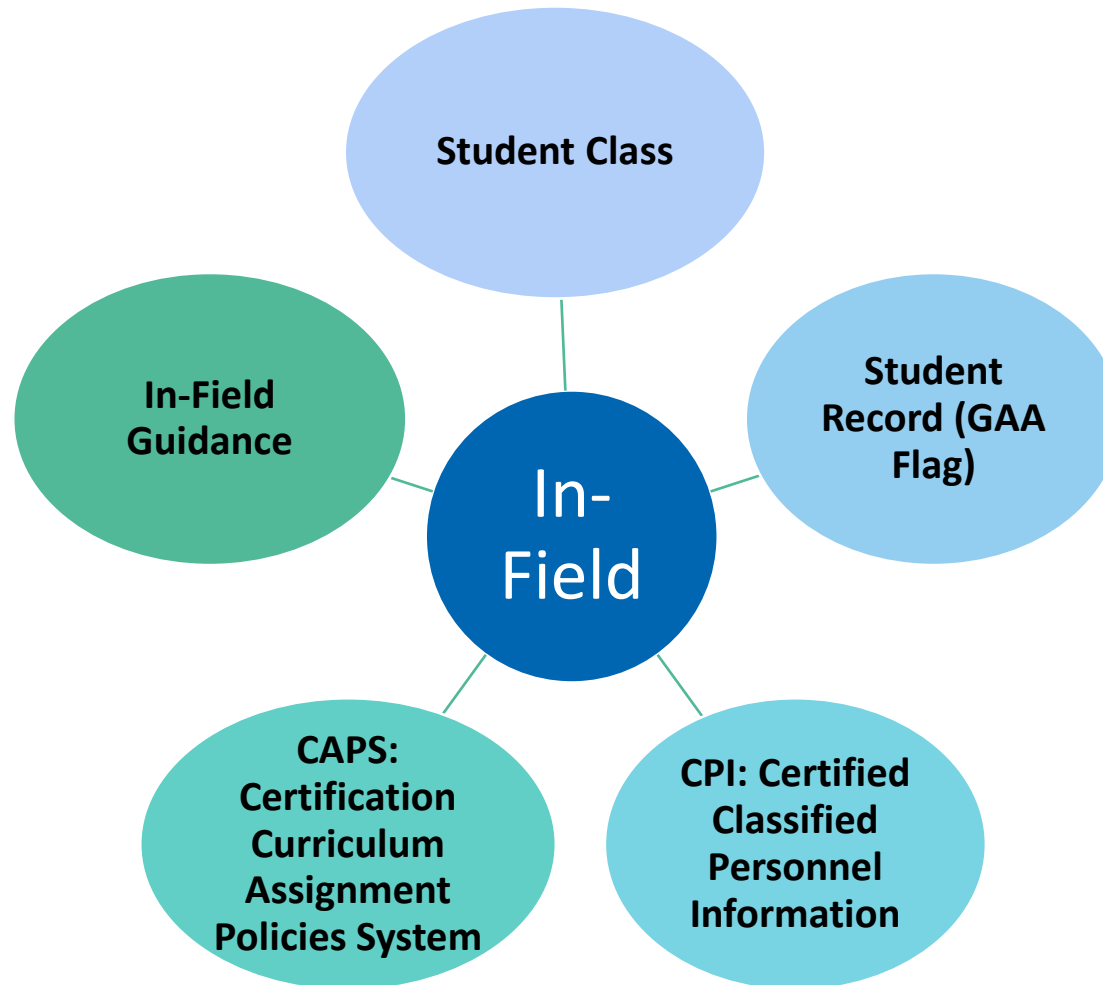 Student Class
In-Field
Guidance
Student
Record (GAA
Flag)
In-
Field
CAPS:
Certification
Curriculum
Assignment
Policies System
CPI: Certified
Classified
Personnel
Information